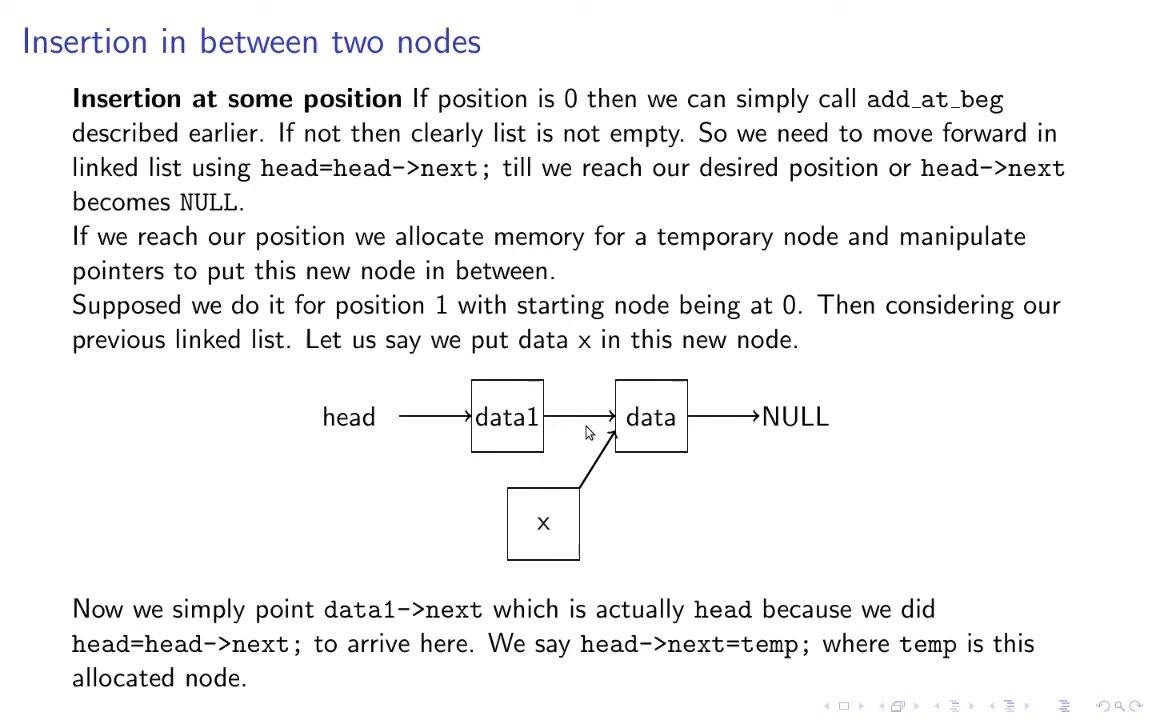 Insertion in between two nodes
Insertion at some position If position is 0 then we can simply call add_at_beg
described earlier. If not then clearly list is not empty. So we need to move forward in
linked list using head=head->next; till we reach our desired position or head->next
becomes NULL.
If we reach our position we allocate memory for a temporary node and manipulate
pointers to put this new node in between.
Supposed we do it for position 1 with starting node being at 0. Then considering our
previous linked list. Let us say we put data x in this new node.
head data1 data NULL
x
Now we simply point data1->next which is actually head because we did
head=head->next; to arrive here. We say head->next=temp; where temp is this
allocated node.